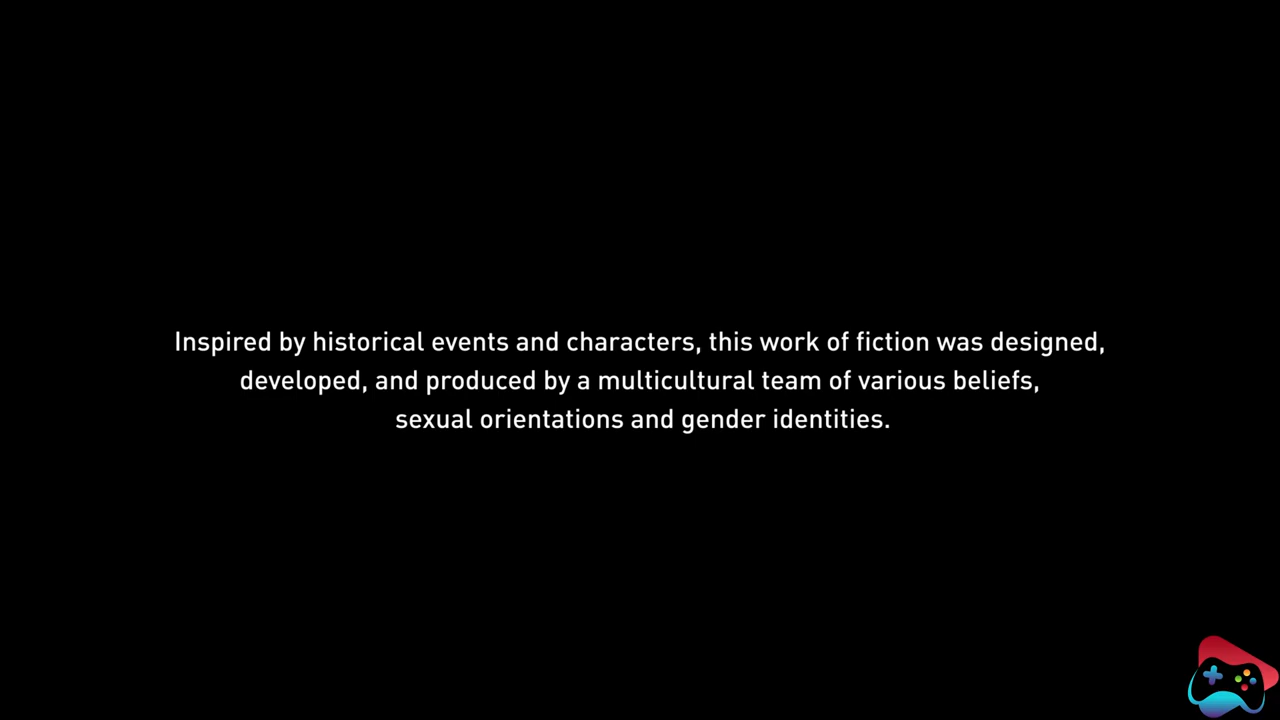 Inspired by historical events and characters, this work of fiction was designed,
developed, and produced by a multicultural team of various beliefs,
sexual orientations and gender identities.